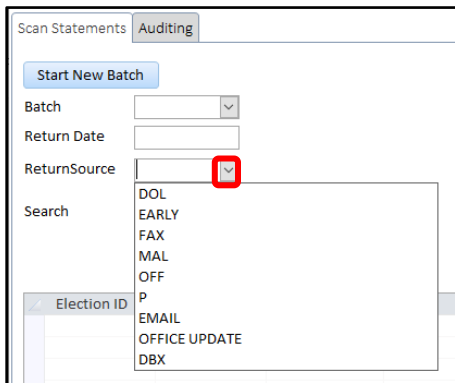 Scan Statements Auditing
Start New Batch
Batch
Return Date
ReturnSource
DOL
Search
EARLY
FAX
MAL
OFF
Election ID
P
EMAIL
OFFICE UPDATE
DBX